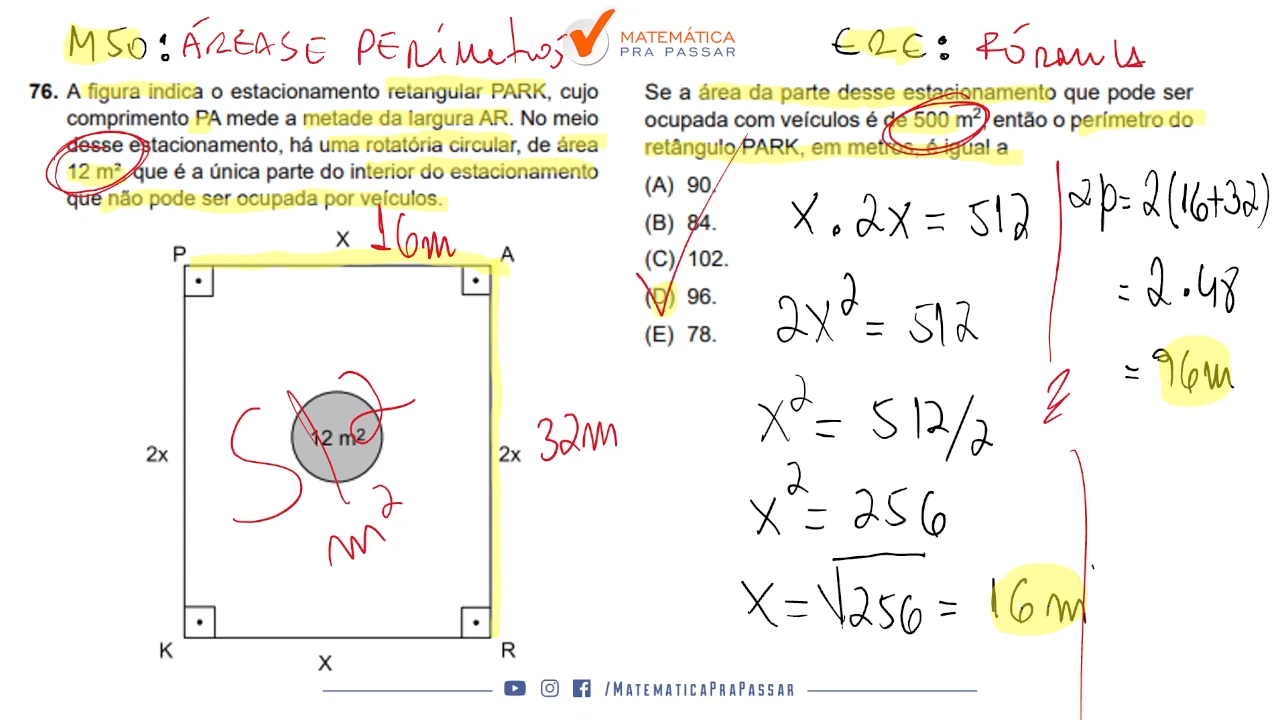 M50: ÁREAS E PERÍMETROS
MATEMÁTICA
PRA PASSAR
E2E: FÓRMULA
76. A figura indica o estacionamento retangular PARK, cujo
comprimento PA mede a metade da largura AR. No meio
desse estacionamento, há uma rotatória circular, de área
12 m², que é a única parte do interior do estacionamento
que não pode ser ocupada por veículos.
X 16m
P A
12 m²
512 m²
2x 2x 32m
K R
X
Se a área da parte desse estacionamento que pode ser
ocupada com veículos é de 500 m², então o perímetro do
retângulo PARK, em metros, é igual a
(A) 90.
(B) 84.
(C) 102.
(D) 96.
(E) 78.
X . 2X = 512
2X² = 512
X² = 512/2
X² = 256
X = √256 = 16 m
2p = 2(16+32)
= 2 . 48
= 96m
/MATEMATICAPRAPASSAR